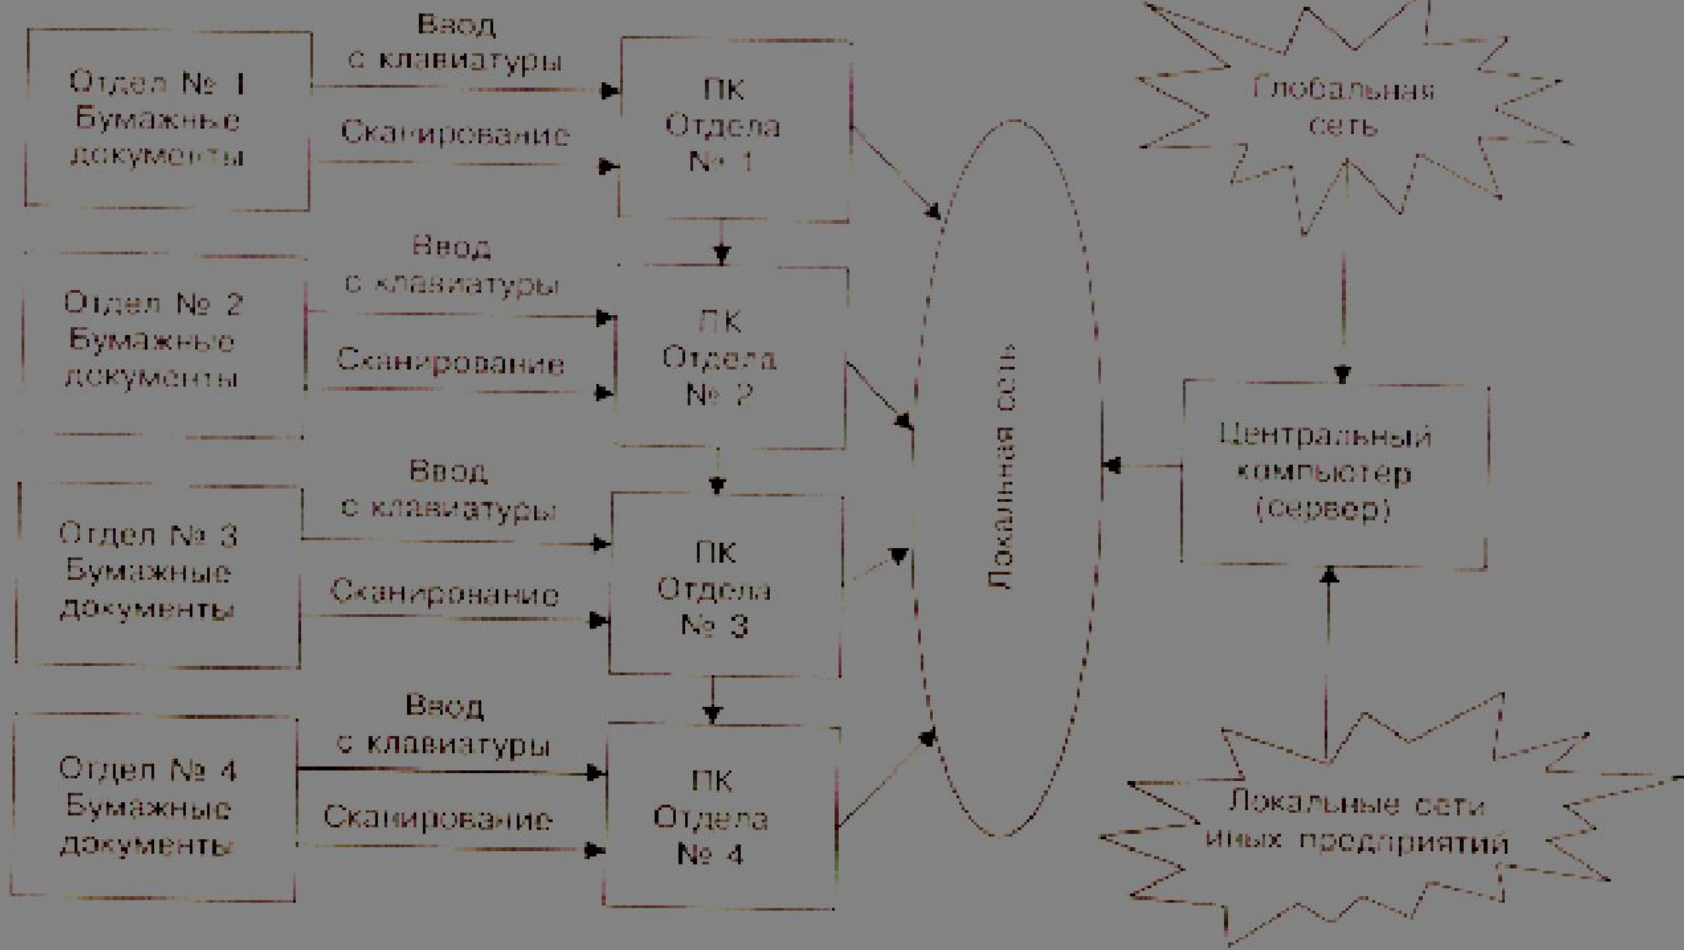 Отдел № 1
Бумажные
документы
Ввод
с клавиатуры
Сканирование
ПК
Отдела
№ 1
Отдел № 2
Бумажные
документы
Ввод
с клавиатуры
Сканирование
ПК
Отдела
№ 2
Отдел № 3
Бумажные
документы
Ввод
с клавиатуры
Сканирование
ПК
Отдела
№ 3
Отдел № 4
Бумажные
документы
Ввод
с клавиатуры
Сканирование
ПК
Отдела
№ 4
Локальная сеть
Глобальная
сеть
Центральный
компьютер
(сервер)
Локальные сети
иных предприятий